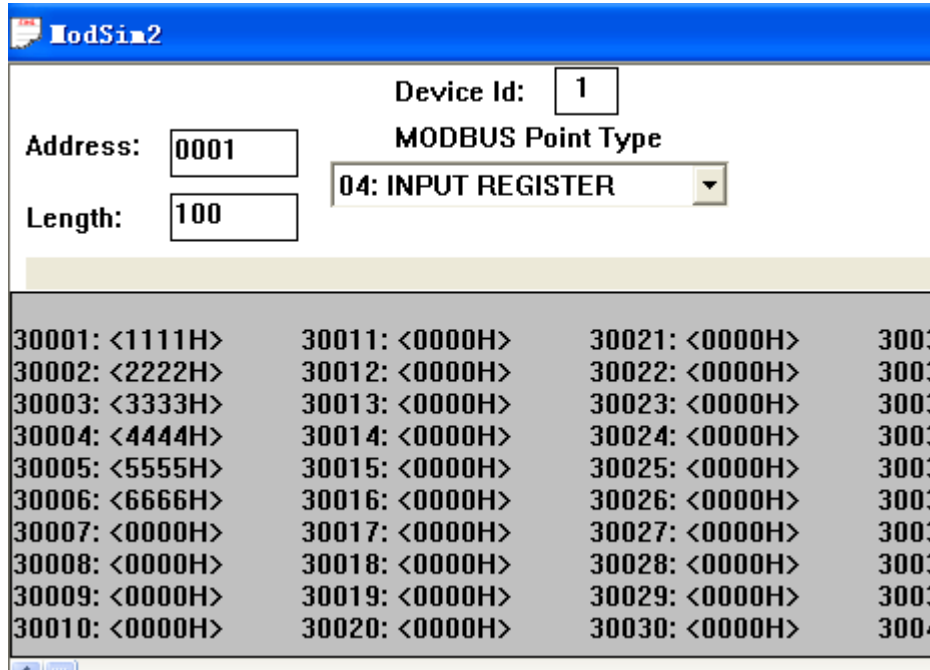 ModSim2
Device Id: 1
Address: 0001
MODBUS Point Type
04: INPUT REGISTER
Length: 100
30001: <1111H> 30011: <0000H> 30021: <0000H>
30002: <2222H> 30012: <0000H> 30022: <0000H>
30003: <3333H> 30013: <0000H> 30023: <0000H>
30004: <4444H> 30014: <0000H> 30024: <0000H>
30005: <5555H> 30015: <0000H> 30025: <0000H>
30006: <6666H> 30016: <0000H> 30026: <0000H>
30007: <0000H> 30017: <0000H> 30027: <0000H>
30008: <0000H> 30018: <0000H> 30028: <0000H>
30009: <0000H> 30019: <0000H> 30029: <0000H>
30010: <0000H> 30020: <0000H> 30030: <0000H>